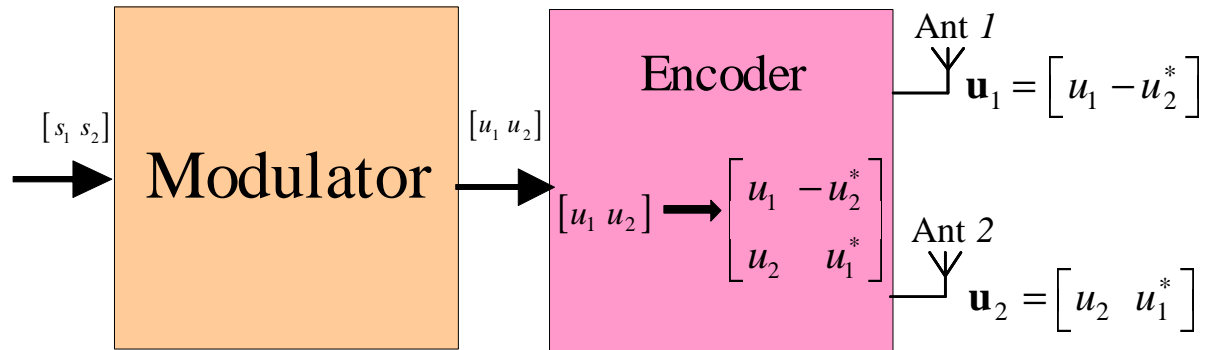 [s₁ s₂]
Modulator
[u₁ u₂]
Encoder
[u₁ u₂] → [u₁ −u₂*
u₂ u₁*]
Ant 1
𝐮₁ = [u₁ −u₂*]
Ant 2
𝐮₂ = [u₂ u₁*]